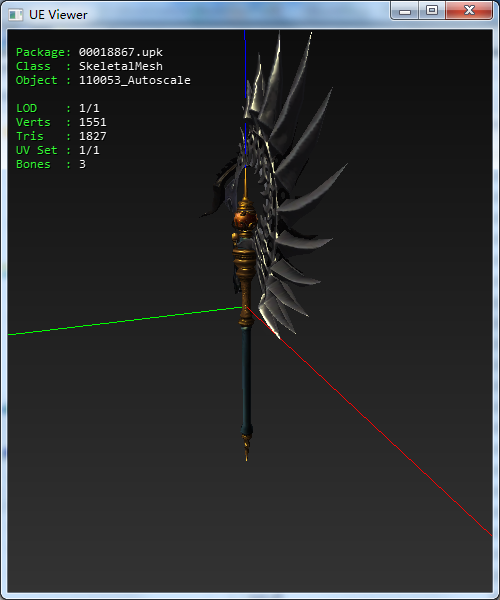 UE Viewer
Package: 00018867.upk
Class : SkeletalMesh
Object : 110053_Autoscale
LOD : 1/1
Verts : 1551
Tris : 1827
UV Set : 1/1
Bones : 3